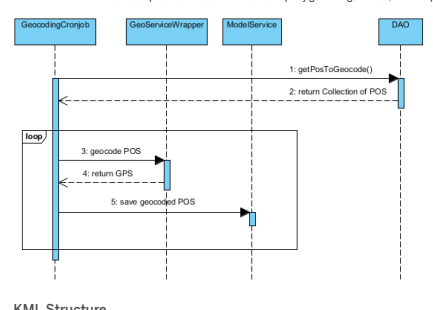 GeocodingCronjob GeoServiceWrapper ModelService DAO
1: getPosToGeocode()
2: return Collection of POS
loop
3: geocode POS
4: return GPS
5: save geocoded POS
KML Structure